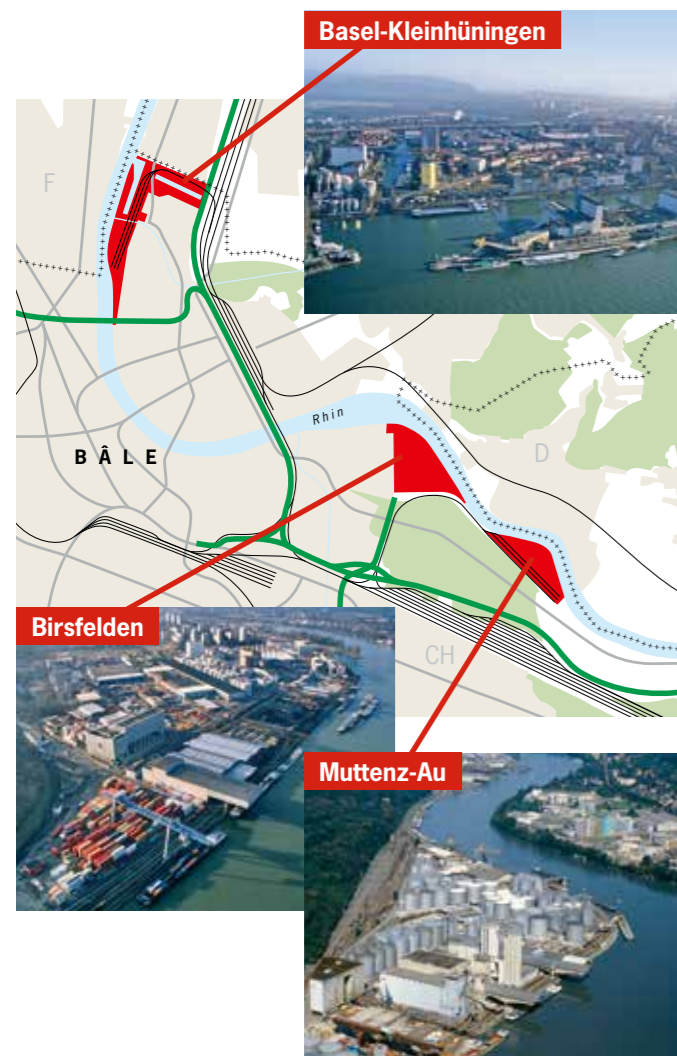 Basel-Kleinhüningen
F
Rhin
BÂLE
D
Birsfelden
CH
Muttenz-Au